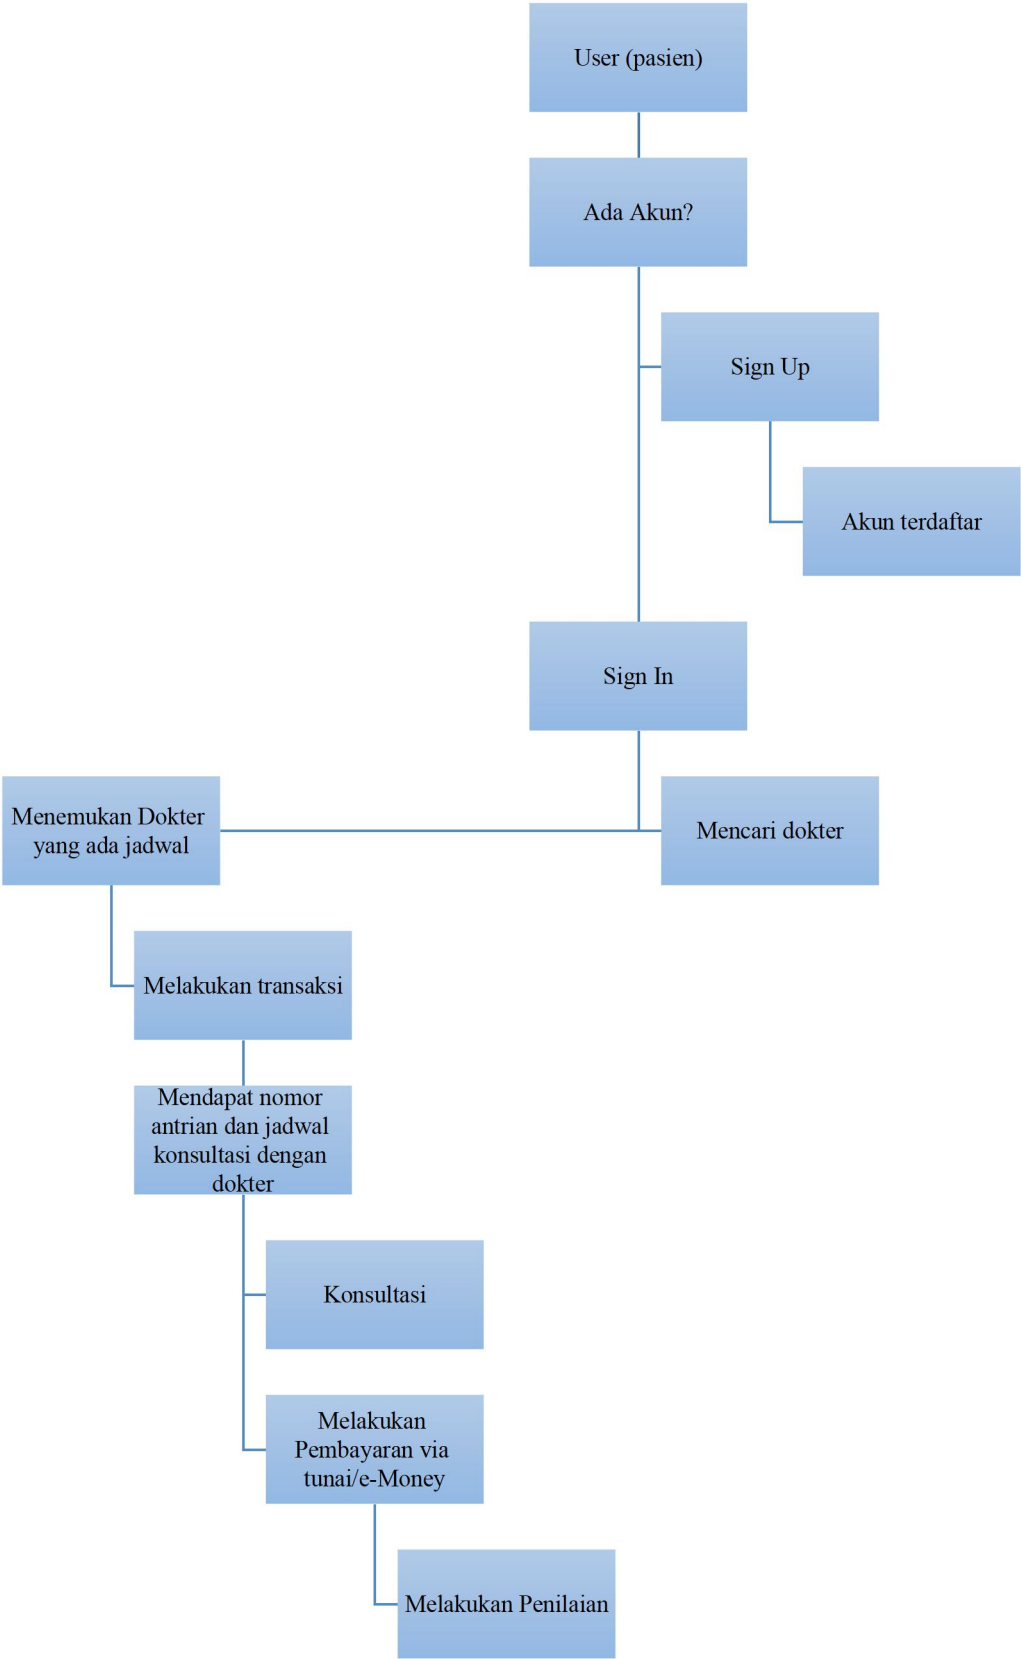 User (pasien)
Ada Akun?
Sign Up
Akun terdaftar
Sign In
Menemukan Dokter
yang ada jadwal
Mencari dokter
Melakukan transaksi
Mendapat nomor
antrian dan jadwal
konsultasi dengan
dokter
Konsultasi
Melakukan
Pembayaran via
tunai/e-Money
Melakukan Penilaian